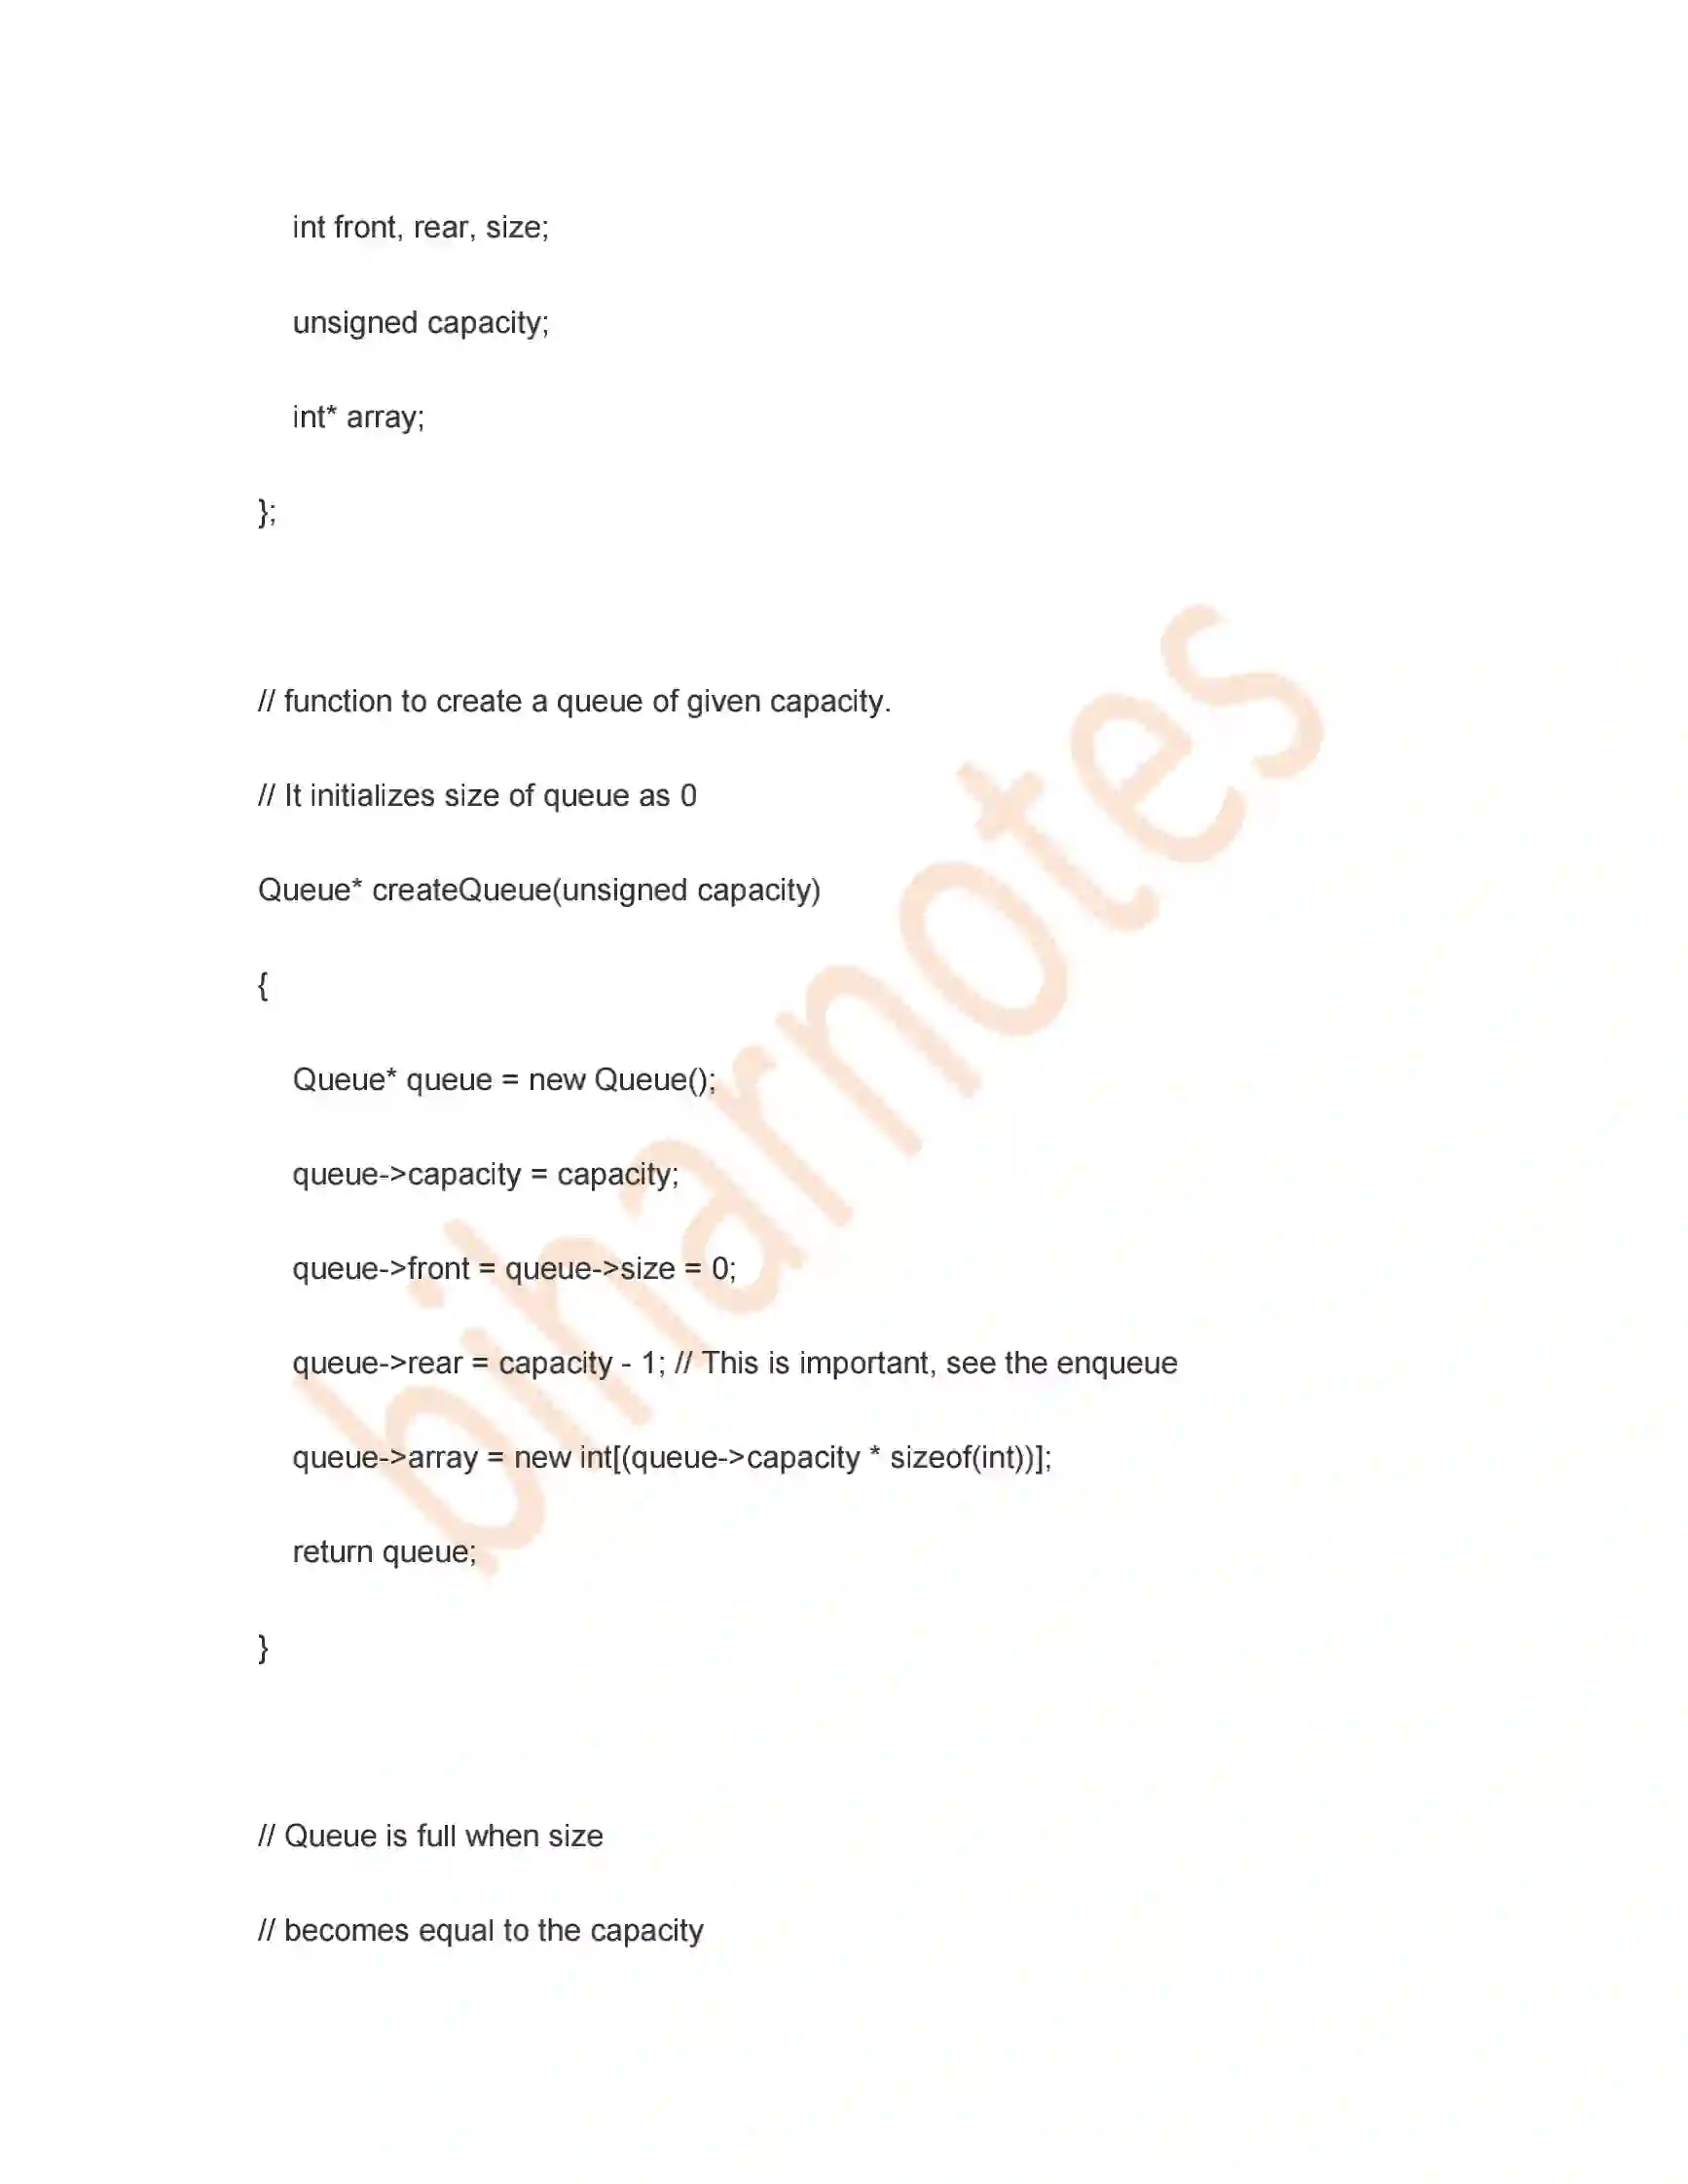 int front, rear, size;
unsigned capacity;
int* array;
};
// function to create a queue of given capacity.
// It initializes size of queue as 0
Queue* createQueue(unsigned capacity)
{
Queue* queue = new Queue();
queue->capacity = capacity;
queue->front = queue->size = 0;
queue->rear = capacity - 1; // This is important, see the enqueue
queue->array = new int[(queue->capacity * sizeof(int))];
return queue;
}
// Queue is full when size
// becomes equal to the capacity
biharnotes